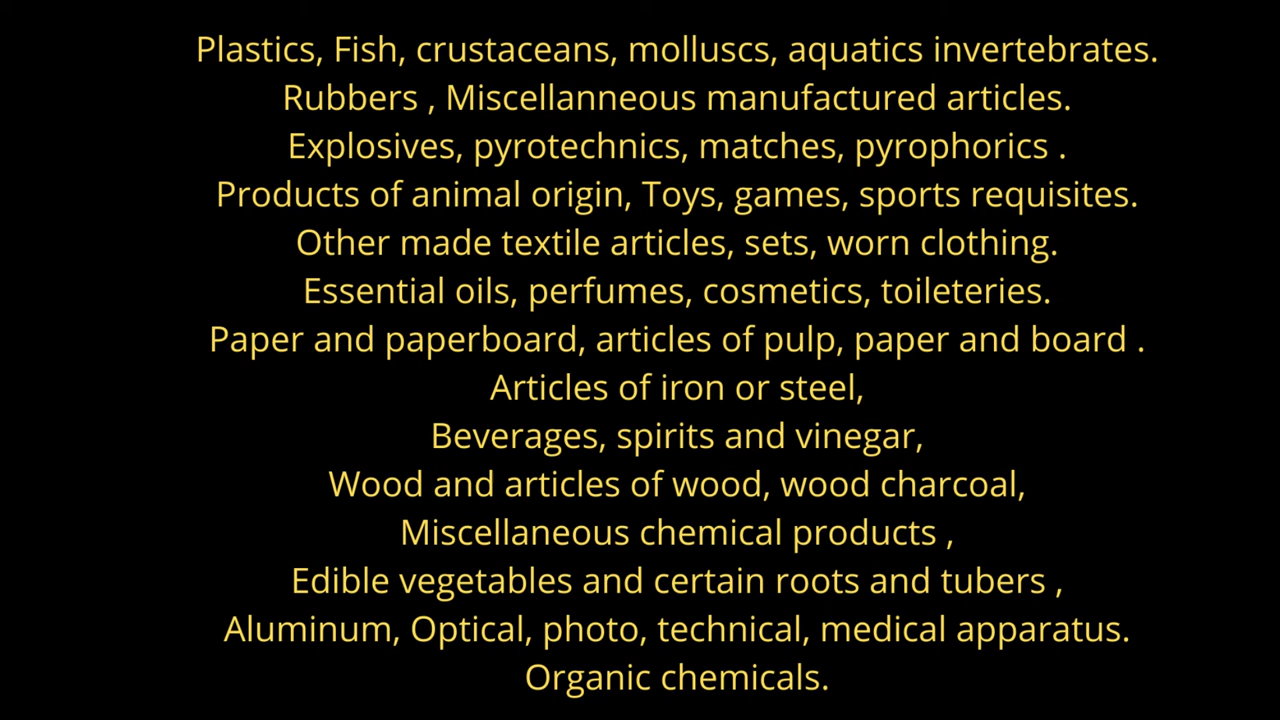 Plastics, Fish, crustaceans, molluscs, aquatics invertebrates.
Rubbers , Miscellanneous manufactured articles.
Explosives, pyrotechnics, matches, pyrophorics .
Products of animal origin, Toys, games, sports requisites.
Other made textile articles, sets, worn clothing.
Essential oils, perfumes, cosmetics, toileteries.
Paper and paperboard, articles of pulp, paper and board .
Articles of iron or steel,
Beverages, spirits and vinegar,
Wood and articles of wood, wood charcoal,
Miscellaneous chemical products ,
Edible vegetables and certain roots and tubers ,
Aluminum, Optical, photo, technical, medical apparatus.
Organic chemicals.